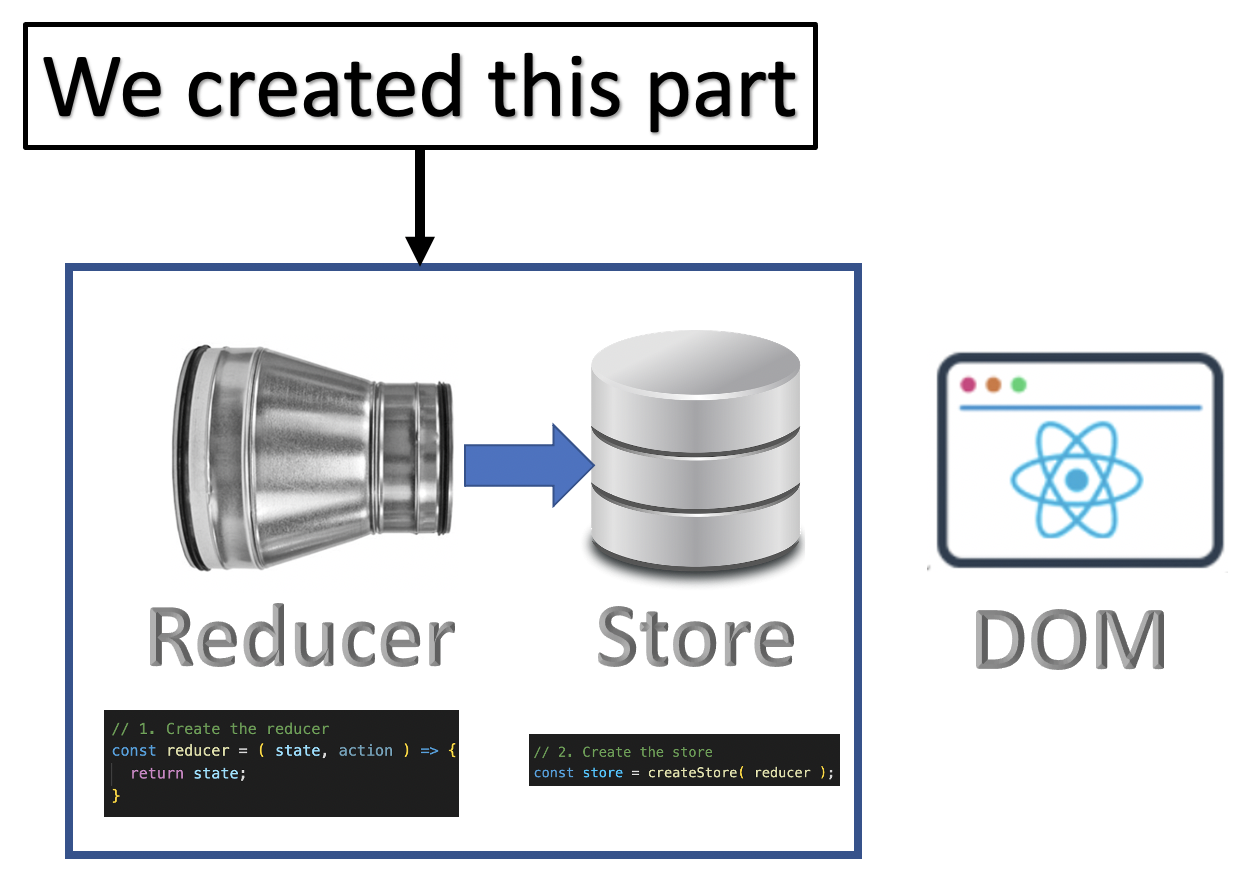 We created this part
Reducer
Store
DOM
// 1. Create the reducer
const reducer = ( state, action ) => {
return state;
}
// 2. Create the store
const store = createStore( reducer );